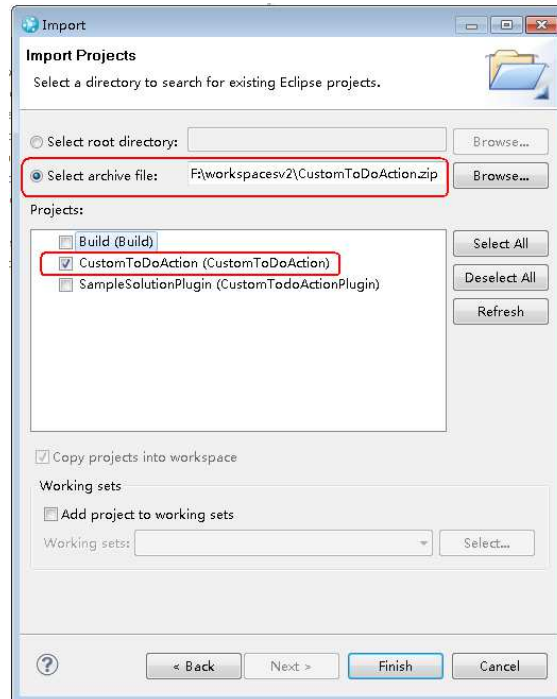 Import
Import Projects
Select a directory to search for existing Eclipse projects.
Select root directory:
Browse...
Select archive file:
F:\workspacesv2\CustomToDoAction.zip
Browse...
Projects:
Build (Build)
CustomToDoAction (CustomToDoAction)
SampleSolutionPlugin (CustomTodoActionPlugin)
Select All
Deselect All
Refresh
Copy projects into workspace
Working sets
Add project to working sets
Working sets:
Select...
?
< Back
Next >
Finish
Cancel